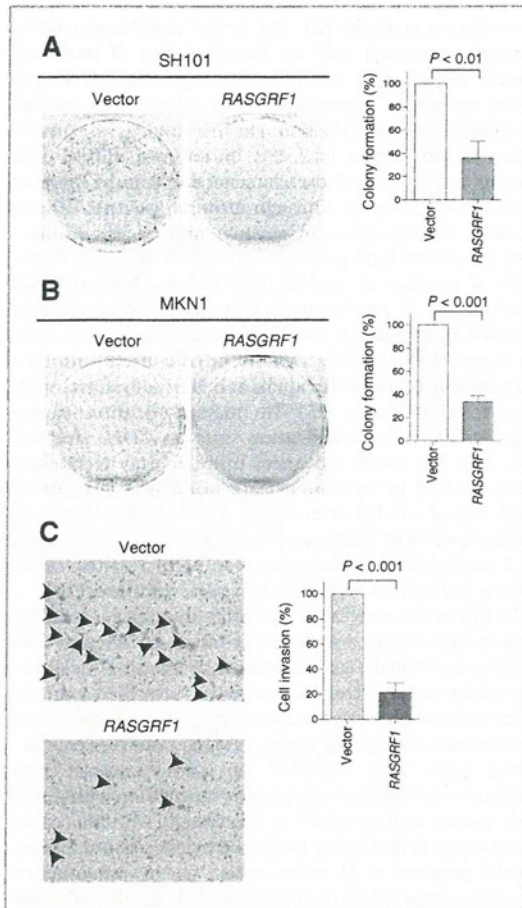 A
SH101
Vector RASGRF1
P < 0.01
Colony formation (%)
100
80
60
40
20
0
Vector
RASGRF1
B
MKN1
Vector RASGRF1
P < 0.001
Colony formation (%)
100
80
60
40
20
0
Vector
RASGRF1
C
Vector
RASGRF1
P < 0.001
Cell invasion (%)
100
80
60
40
20
0
Vector
RASGRF1